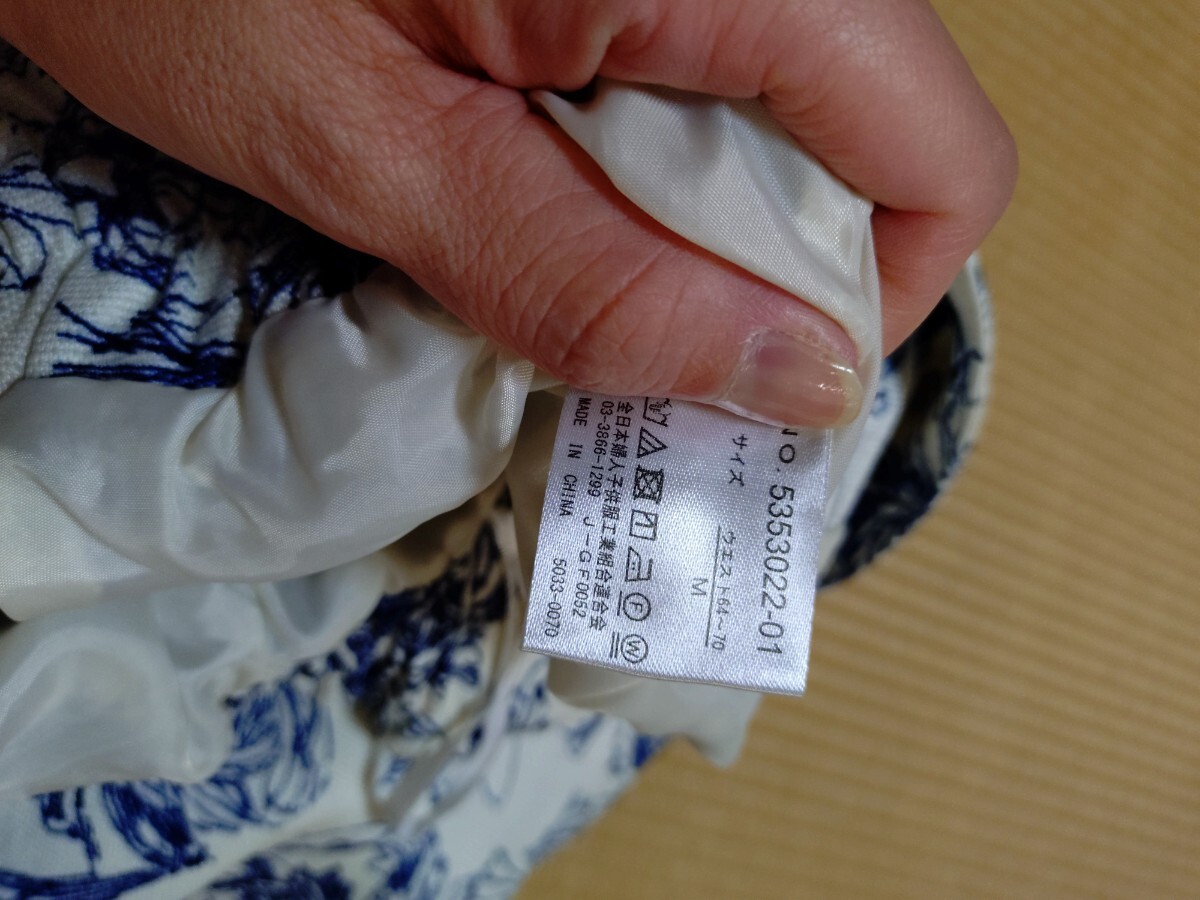 NO.5353022-01
サイズ
ウエスト64~70
M
F
W
全日本婦人子供服工業組合連合会
03-3866-1299 J-GF0052
MADE IN CHINA 5033-0070